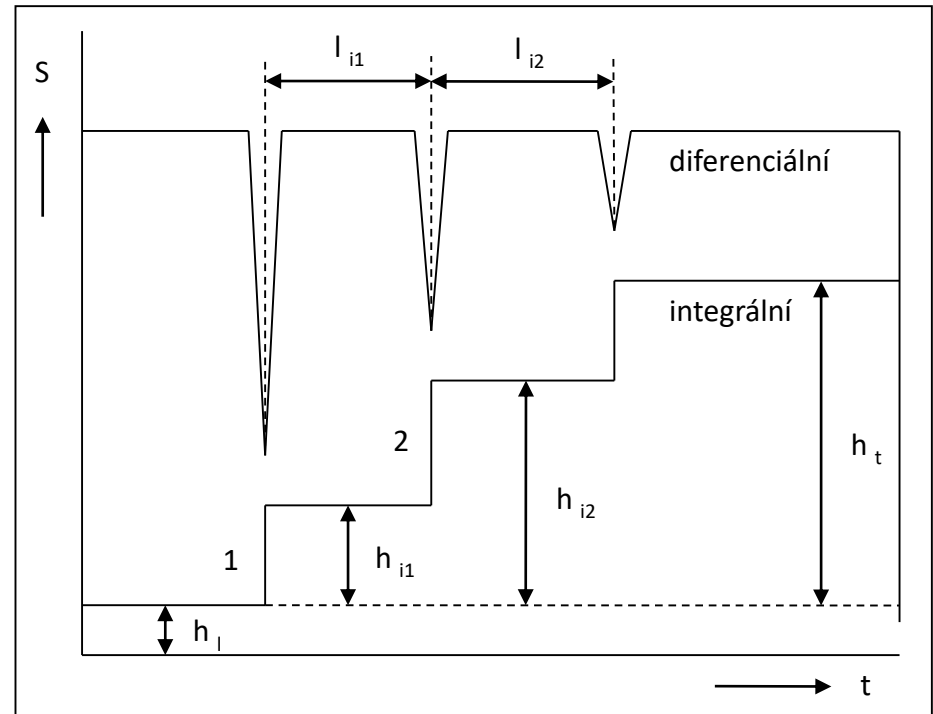 l i1
l i2
S
diferenciální
integrální
2
h t
h i2
1
h i1
h l
t